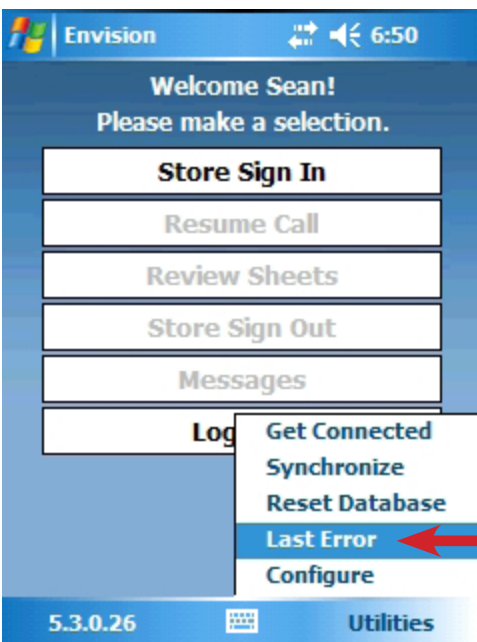 Envision 6:50
Welcome Sean!
Please make a selection.
Store Sign In
Resume Call
Review Sheets
Store Sign Out
Messages
Log
Get Connected
Synchronize
Reset Database
Last Error
Configure
5.3.0.26 Utilities